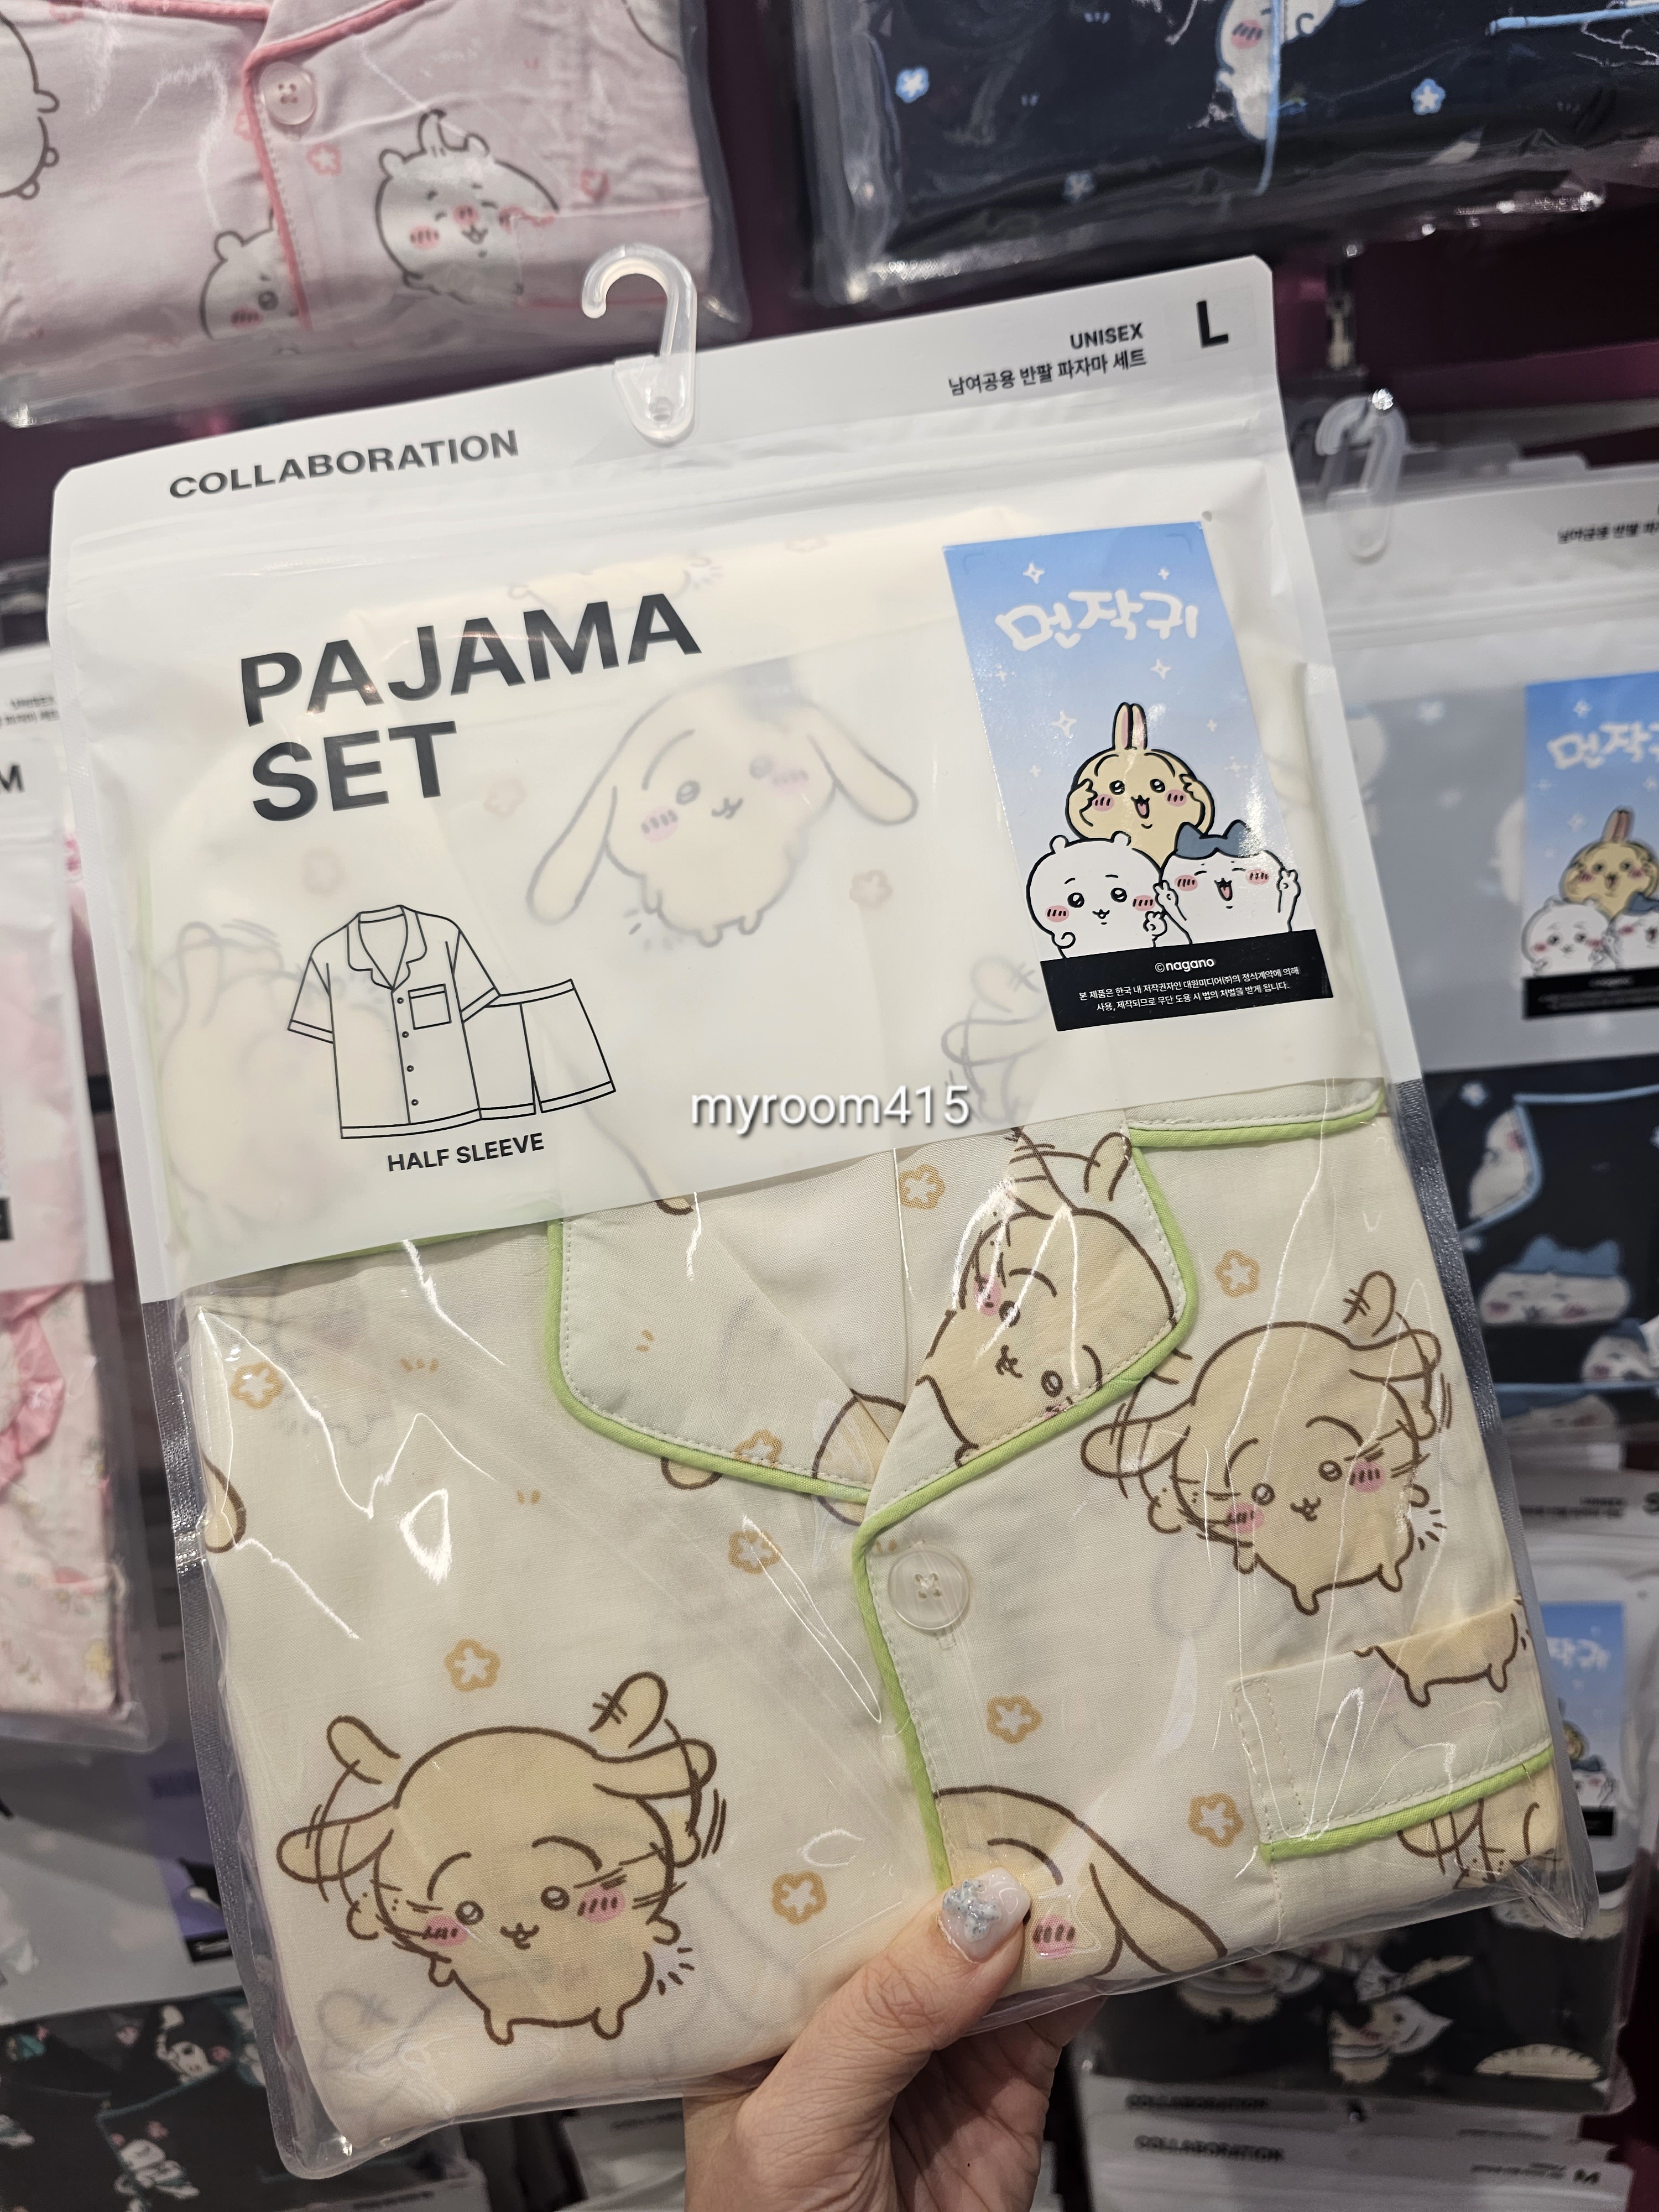 UNISEX
L
남여공용 반팔 파자마 세트
COLLABORATION
PAJAMA
SET
먼작귀
©nagano
본 제품은 한국 내 저작권자인 대원미디어(주)의 정식계약에 의해
사용, 제작되므로 무단 도용 시 법의 처벌을 받게 됩니다.
myroom415
HALF SLEEVE
M
먼작귀
COLLABORATION
COLLABORATION
M